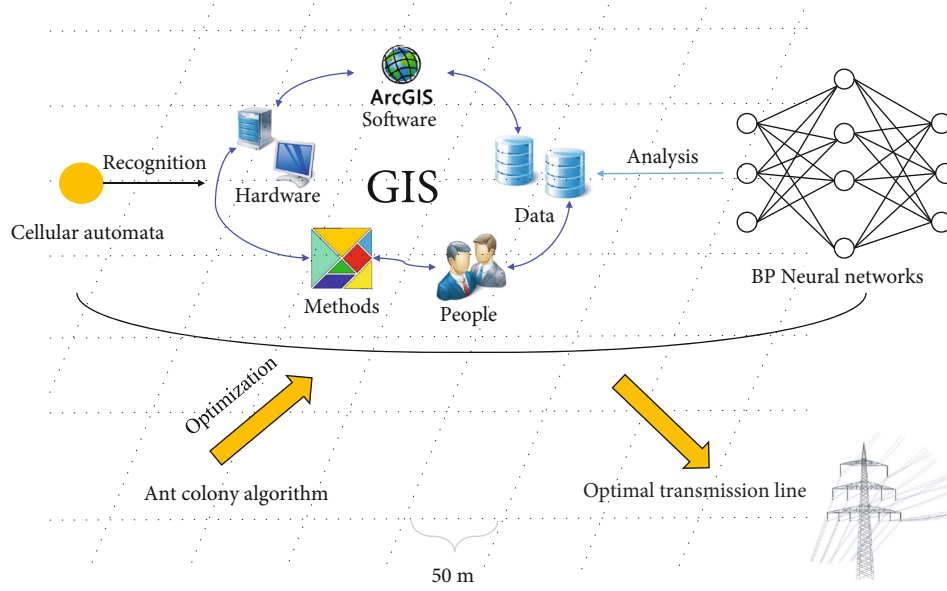 ArcGIS
Software
Recognition
Analysis
Hardware
GIS
Data
Cellular automata
BP Neural networks
Methods
People
Optimization
Ant colony algorithm
Optimal transmission line
50 m